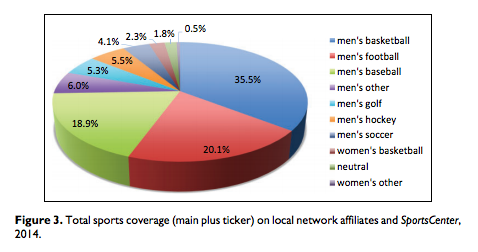 4.1%
2.3%
1.8%
0.5%
5.5%
5.3%
6.0%
18.9%
20.1%
35.5%
men's basketball
men's football
men's baseball
men's other
men's golf
men's hockey
men's soccer
women's basketball
neutral
women's other
Figure 3. Total sports coverage (main plus ticker) on local network affiliates and SportsCenter,
2014.